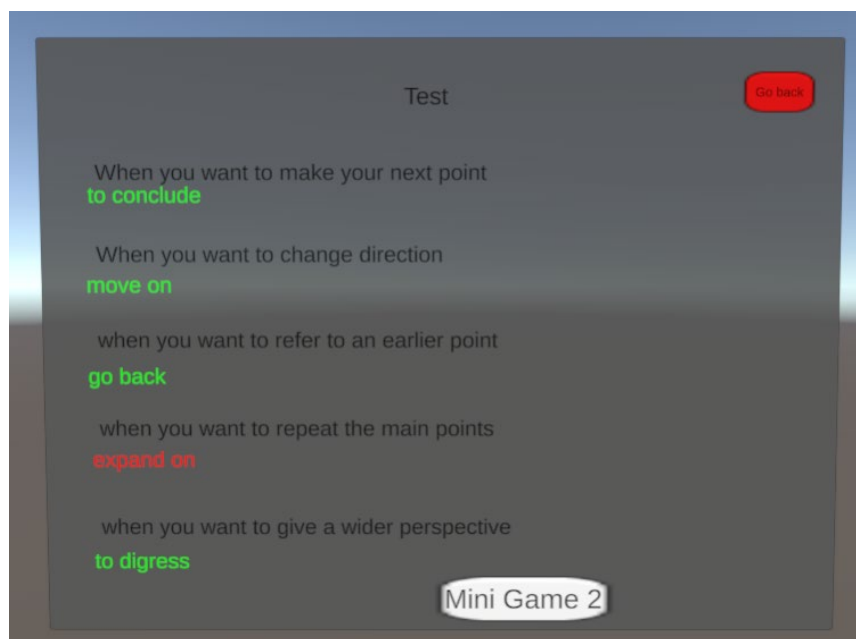 Test
Go back
When you want to make your next point
to conclude
When you want to change direction
move on
when you want to refer to an earlier point
go back
when you want to repeat the main points
expand on
when you want to give a wider perspective
to digress
Mini Game 2